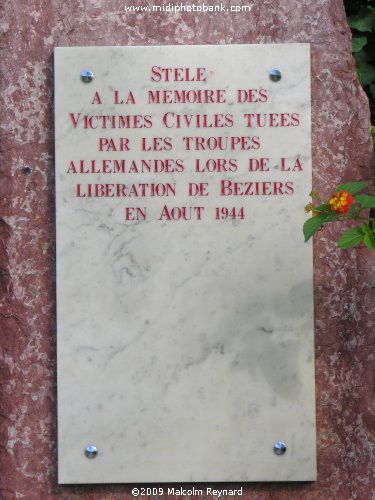 www.midiphotobank.com
STELE
A LA MEMOIRE DES
VICTIMES CIVILES TUEES
PAR LES TROUPES
ALLEMANDES LORS DE LA
LIBERATION DE BEZIERS
EN AOUT 1944
©2009 Malcolm Reynard